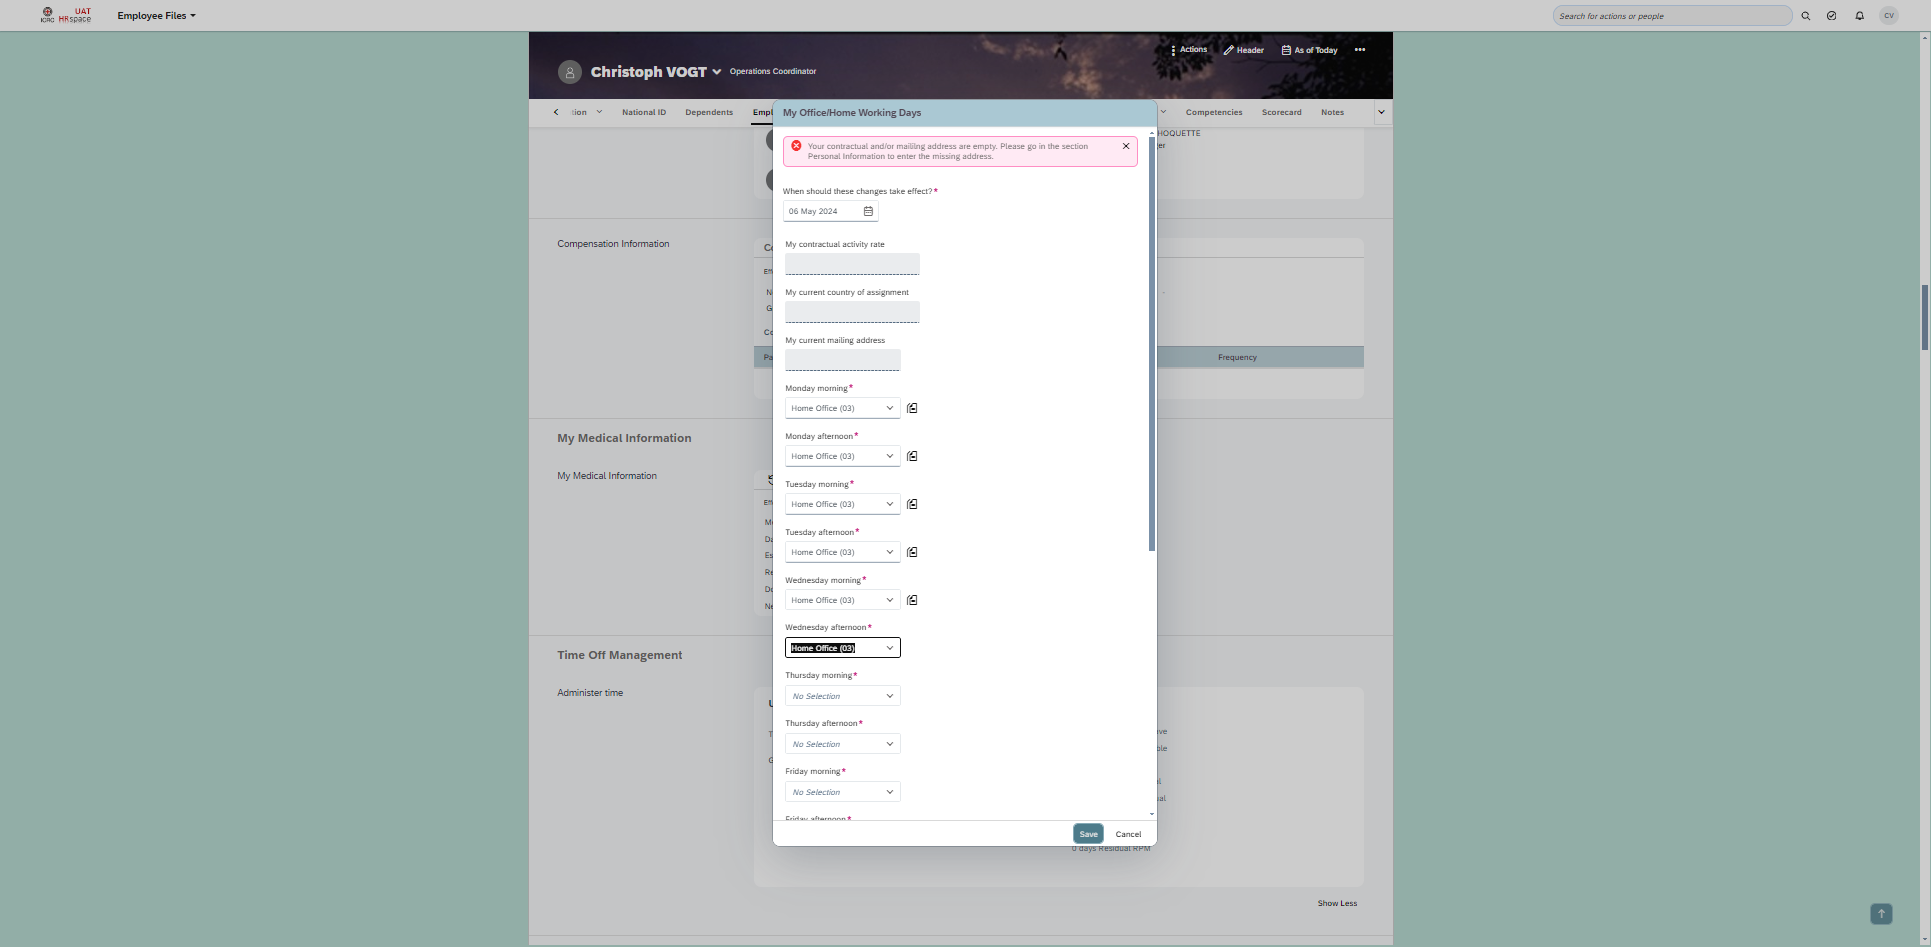 ICRC
UAT
HRspace
Employee Files
Search for actions or people
CV
Actions
Header
As of Today
Christoph VOGT
Operations Coordinator
tion
National ID
Dependents
Empl
Competencies
Scorecard
Notes
My Office/Home Working Days
HOQUETTE
er
Your contractual and/or maililng address are empty. Please go in the section
Personal Information to enter the missing address.
When should these changes take effect?*
06 May 2024
Compensation Information
My contractual activity rate
My current country of assignment
My current mailing address
Frequency
Monday morning*
Home Office (03)
Monday afternoon*
Home Office (03)
My Medical Information
My Medical Information
Tuesday morning*
Home Office (03)
Tuesday afternoon*
Home Office (03)
Wednesday morning*
Home Office (03)
Wednesday afternoon*
Home Office (03)
Time Off Management
Administer time
Thursday morning*
No Selection
Thursday afternoon*
No Selection
Friday morning*
No Selection
Friday afternoon*
Save
Cancel
0 days Residual RPM
Show Less